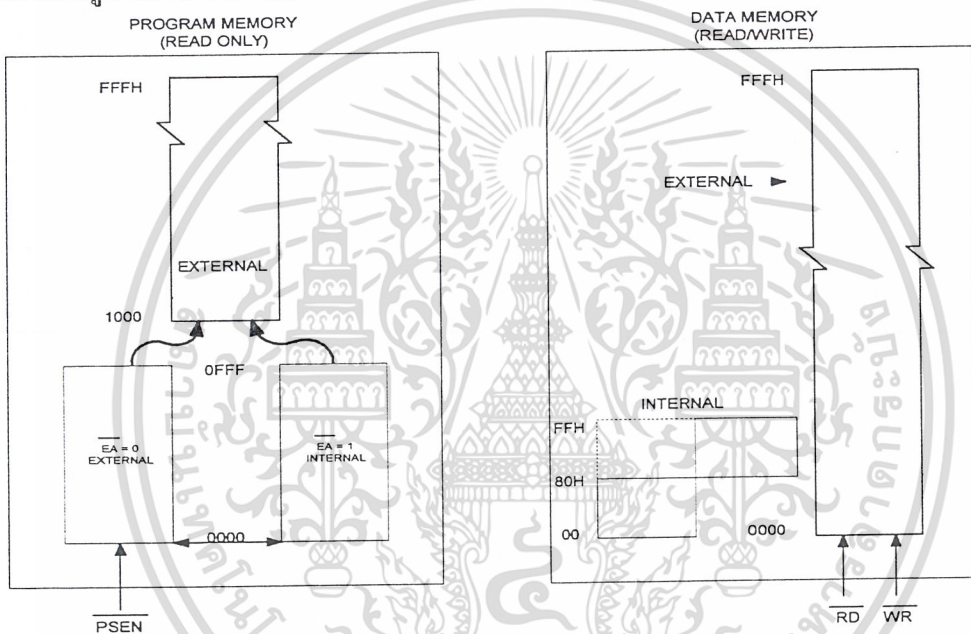 PROGRAM MEMORY
(READ ONLY)
FFFH
EXTERNAL
1000
0FFF
EA = 0
EXTERNAL
EA = 1
INTERNAL
0000
PSEN
DATA MEMORY
(READ/WRITE)
FFFH
EXTERNAL
INTERNAL
FFH
80H
00
0000
RD
WR